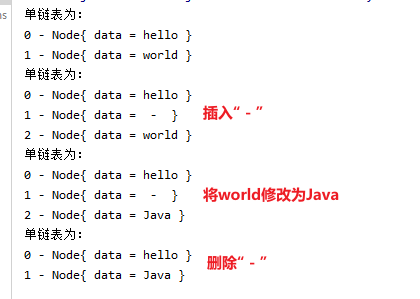 单链表为:
0 - Node{ data = hello }
1 - Node{ data = world }
单链表为:
0 - Node{ data = hello }
1 - Node{ data =  -  }
插入“ - ”
2 - Node{ data = world }
单链表为:
0 - Node{ data = hello }
1 - Node{ data =  -  }
将world修改为Java
2 - Node{ data = Java }
单链表为:
0 - Node{ data = hello }
删除“ - ”
1 - Node{ data = Java }